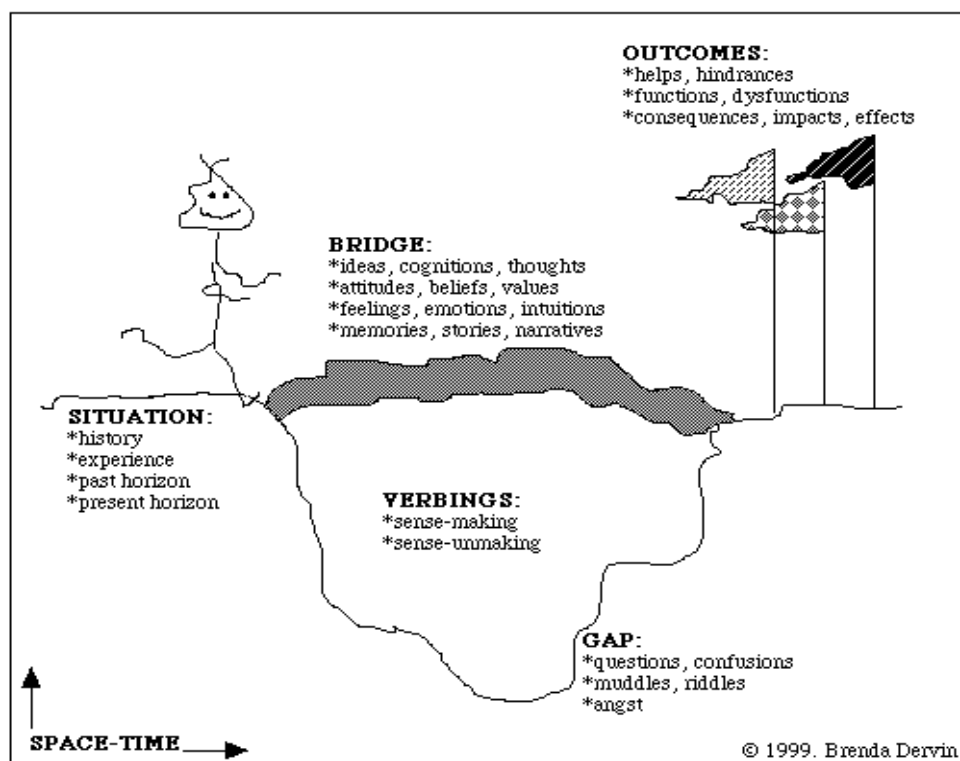 OUTCOMES:
*helps, hindrances
*functions, dysfunctions
*consequences, impacts, effects
BRIDGE:
*ideas, cognitions, thoughts
*attitudes, beliefs, values
*feelings, emotions, intuitions
*memories, stories, narratives
SITUATION:
*history
*experience
*past horizon
*present horizon
VERBINGS:
*sense-making
*sense-unmaking
GAP:
*questions, confusions
*muddles, riddles
*angst
SPACE-TIME
© 1999. Brenda Dervin